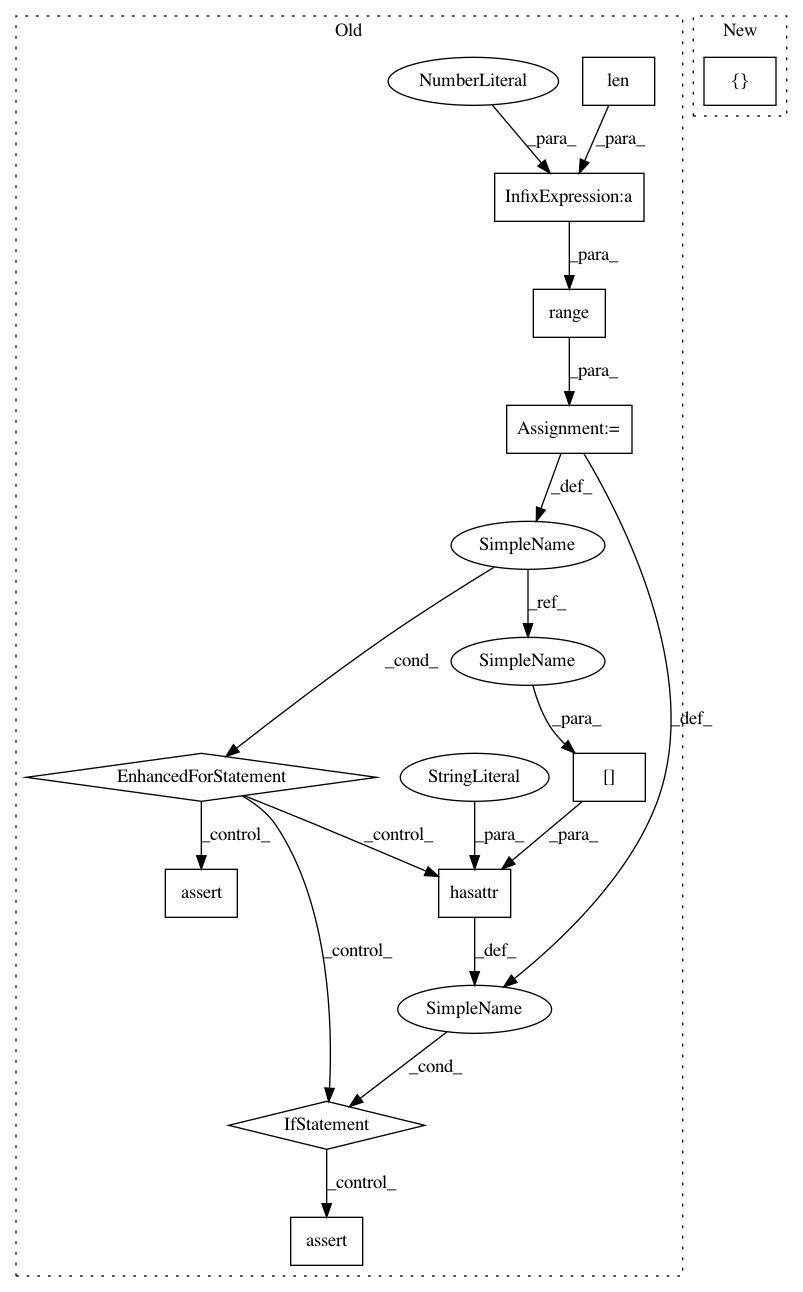 Old
New
NumberLiteral
len
{}
_para_
_para_
InfixExpression:a
_para_
range
_para_
Assignment:=
_def_
SimpleName
_ref_
_cond_
SimpleName
_para_
_def_
EnhancedForStatement
StringLiteral
[]
_control_
_control_
_para_
_para_
assert
hasattr
_control_
_def_
SimpleName
_cond_
IfStatement
_control_
assert